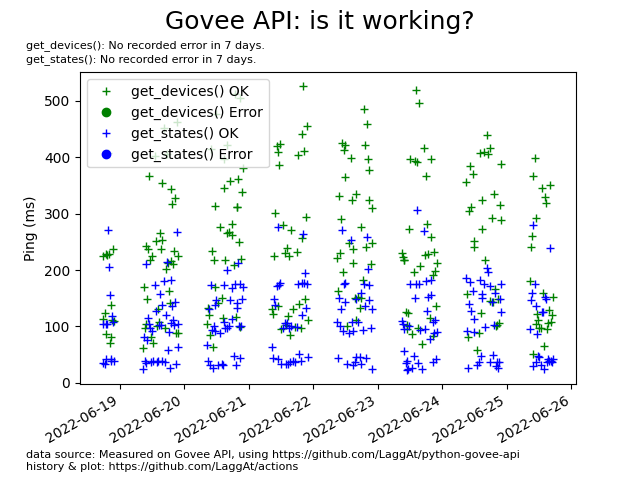 Govee API: is it working?
get_devices(): No recorded error in 7 days.
get_states(): No recorded error in 7 days.
get_devices() OK
get_devices() Error
get_states() OK
get_states() Error
Ping (ms)
500
400
300
200
100
0
2022-06-19
2022-06-20
2022-06-21
2022-06-22
2022-06-23
2022-06-24
2022-06-25
2022-06-26
data source: Measured on Govee API, using https://github.com/LaggAt/python-govee-api
history & plot: https://github.com/LaggAt/actions